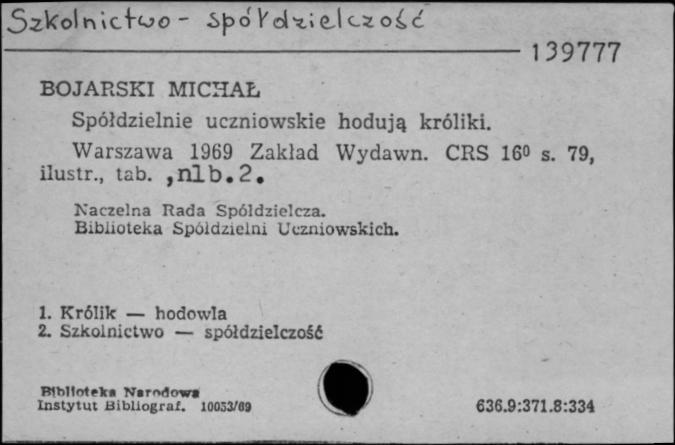 Szkolnictwo - spółdzielczość
139777
BOJARSKI MICHAŁ
Spółdzielnie uczniowskie hodują króliki.
Warszawa 1969 Zakład Wydawn. CRS 16⁰ s. 79,
ilustr., tab. ,nlb.2.
Naczelna Rada Spółdzielcza.
Biblioteka Spółdzielni Uczniowskich.
1. Królik — hodowla
2. Szkolnictwo — spółdzielczość
Biblioteka Narodowa
Instytut Bibliograf. 10053/69
636.9:371.8:334